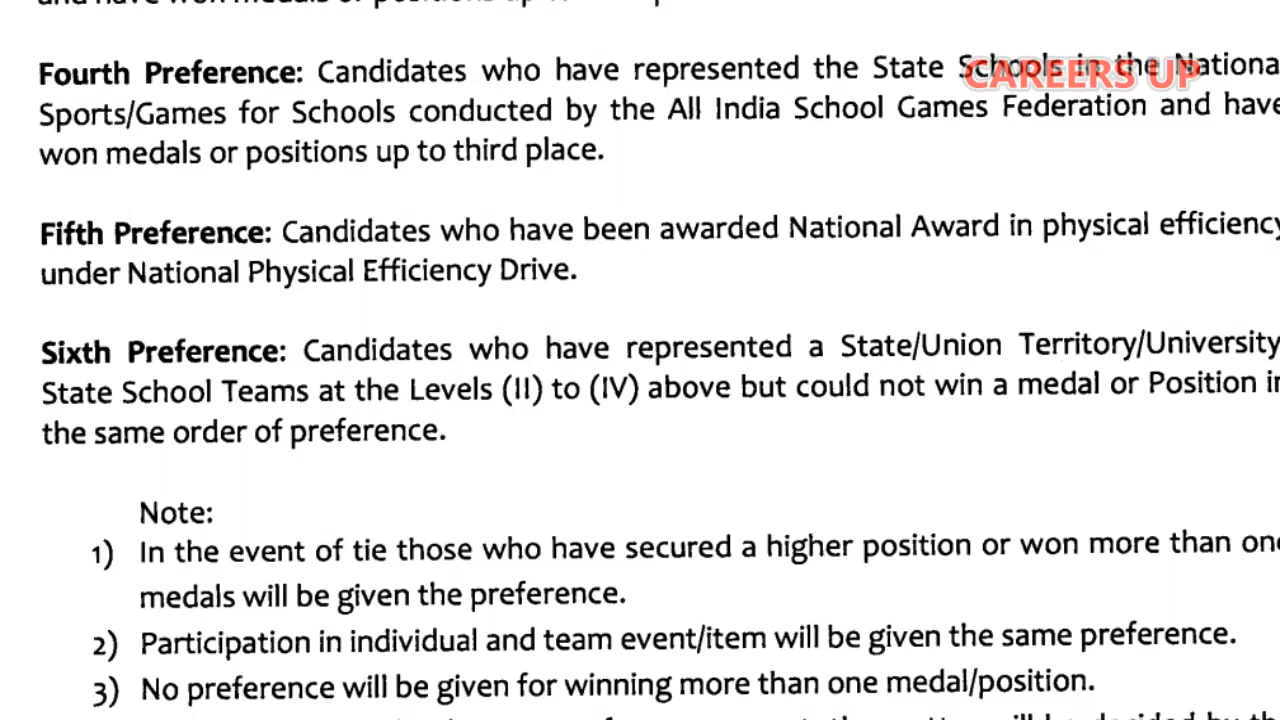 Fourth Preference: Candidates who have represented the State Schools in the Nationa
CAREERS UP
Sports/Games for Schools conducted by the All India School Games Federation and have
won medals or positions up to third place.
Fifth Preference: Candidates who have been awarded National Award in physical efficiency
under National Physical Efficiency Drive.
Sixth Preference: Candidates who have represented a State/Union Territory/University
State School Teams at the Levels (II) to (IV) above but could not win a medal or Position in
the same order of preference.
Note:
1) In the event of tie those who have secured a higher position or won more than one
medals will be given the preference.
2) Participation in individual and team event/item will be given the same preference.
3) No preference will be given for winning more than one medal/position.